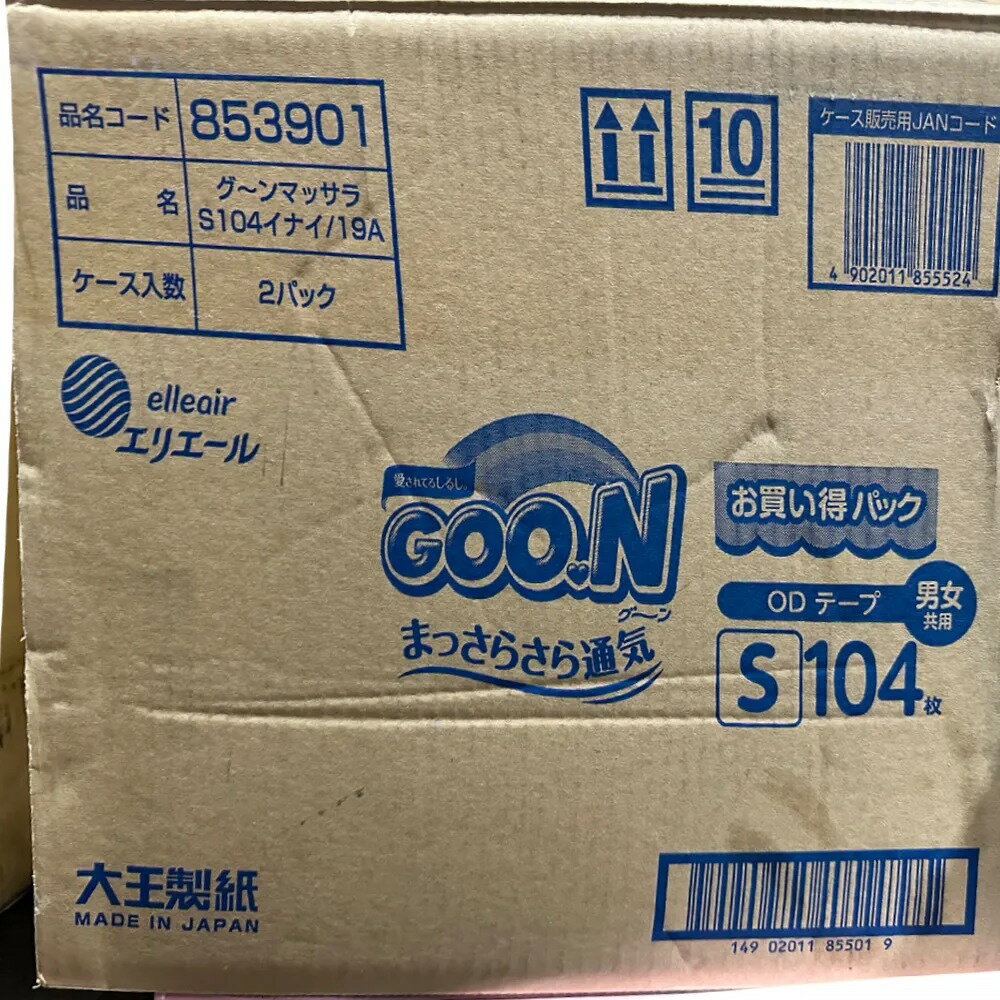 品名コード 853901
品名 グ〜ンマッサラ
S104イナイ/19A
ケース入数 2パック
10
ケース販売用JANコード
4 902011 855524
elleair
エリエール
愛されてるしるし。
GOO.N
グ〜ン
まっさらさら通気
お買い得パック
ODテープ
男女
共用
S 104枚
大王製紙
MADE IN JAPAN
149 02011 85501 9